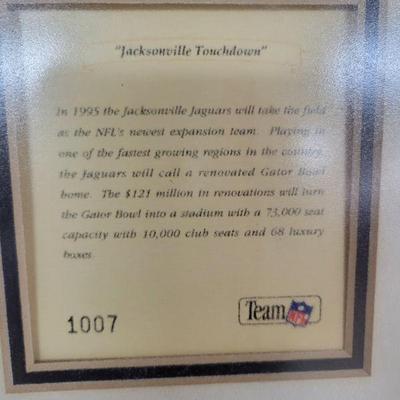 "Jacksonville Touchdown"
In 1995 the Jacksonville Jaguars will take the field
as the NFL's newest expansion team. Playing in
one of the fastest growing regions in the country,
the Jaguars will call a renovated Gator Bowl
home. The $121 million in renovations will turn
the Gator Bowl into a stadium with a 73,000 seat
capacity with 10,000 club seats and 68 luxury
boxes.
Team NFL
1007